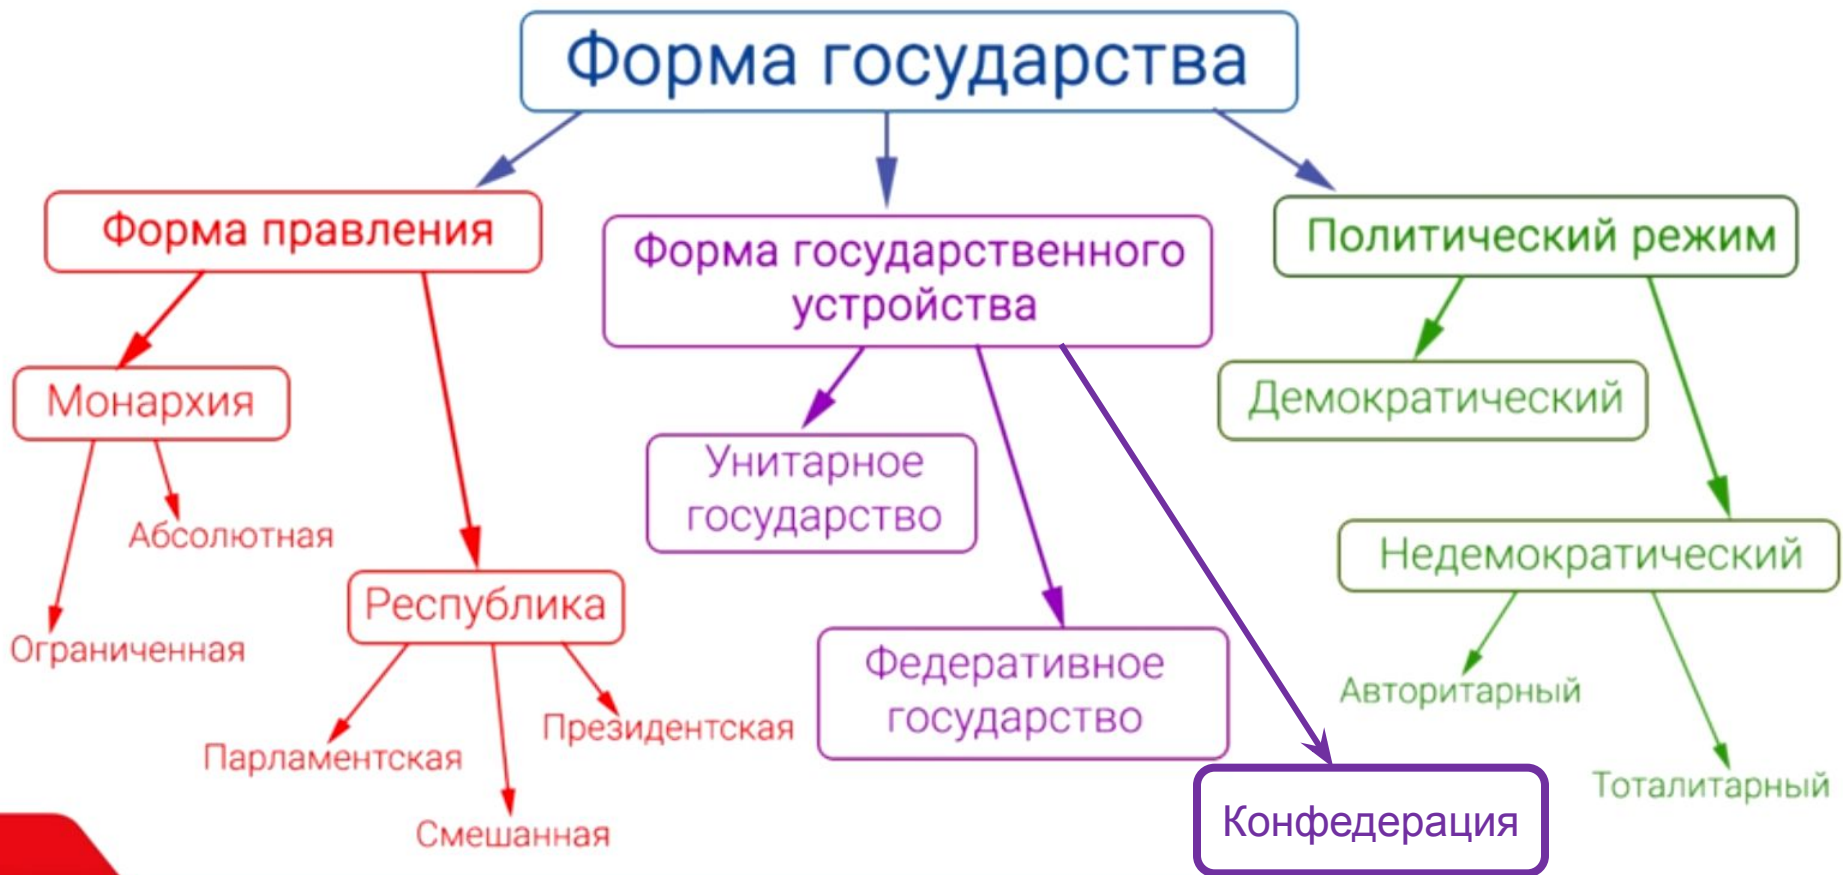 Форма государства
Форма правления
Монархия
Абсолютная
Ограниченная
Республика
Парламентская
Президентская
Смешанная
Форма государственного
устройства
Унитарное
государство
Федеративное
государство
Конфедерация
Политический режим
Демократический
Недемократический
Авторитарный
Тоталитарный